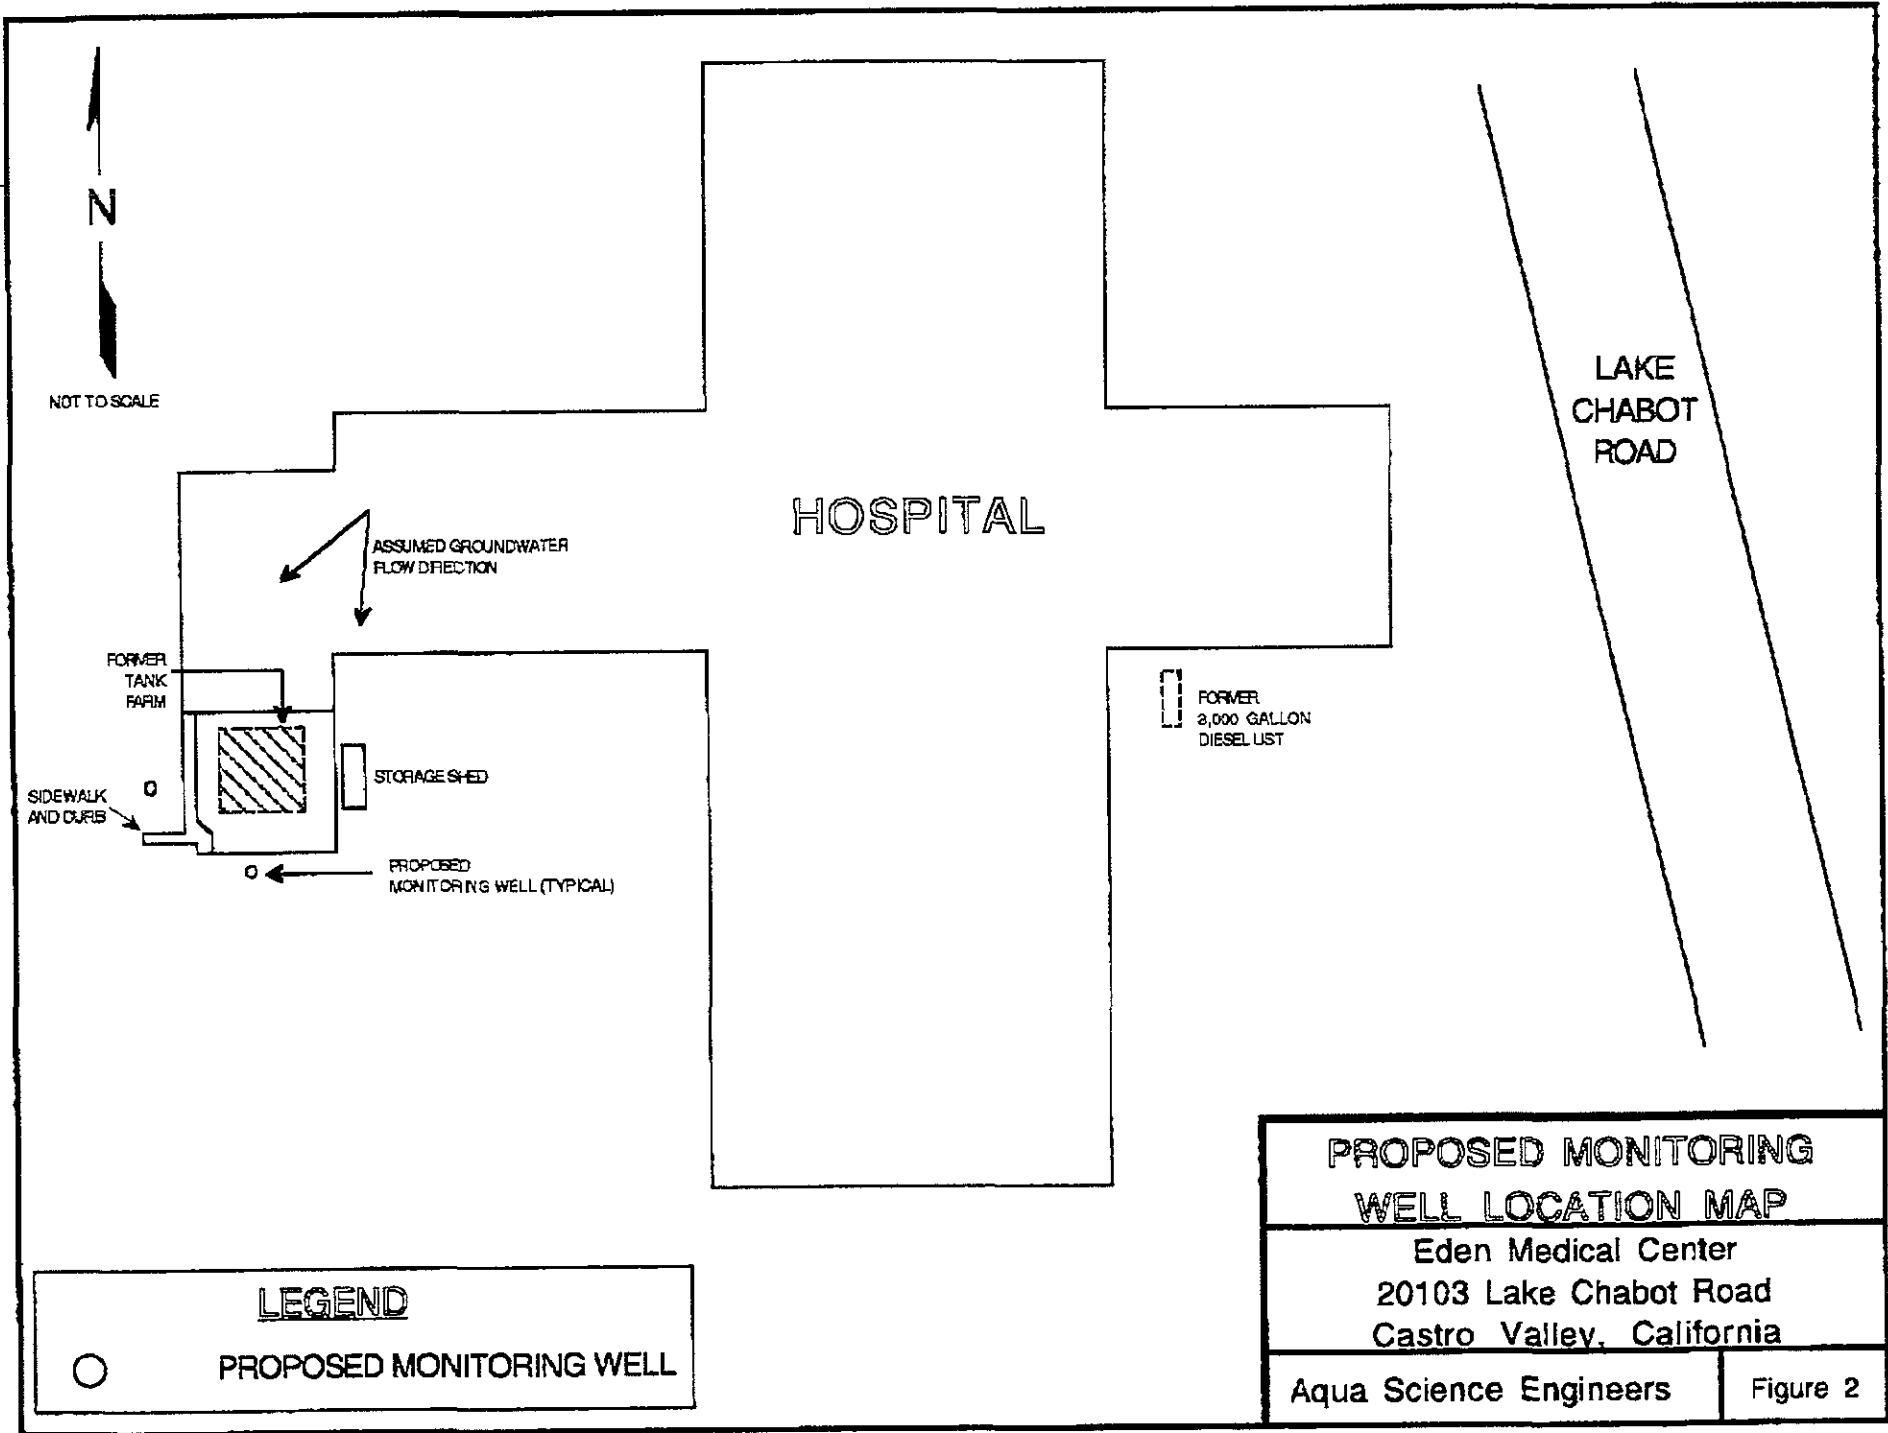 N
NOT TO SCALE
LAKE
CHABOT
ROAD
HOSPITAL
ASSUMED GROUNDWATER
FLOW DIRECTION
FORMER
TANK
FARM
FORMER
3,000 GALLON
DIESEL UST
STORAGE SHED
SIDEWALK
AND CURB
PROPOSED
MONITORING WELL (TYPICAL)
PROPOSED MONITORING
WELL LOCATION MAP
Eden Medical Center
20103 Lake Chabot Road
Castro Valley, California
Aqua Science Engineers
Figure 2
LEGEND
PROPOSED MONITORING WELL